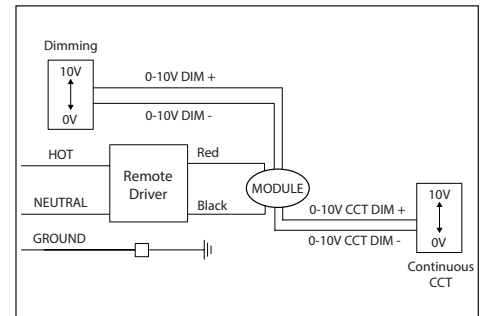 Dimming
10V
0V
0-10V DIM +
0-10V DIM -
HOT
NEUTRAL
GROUND
Remote
Driver
Red
Black
MODULE
0-10V CCT DIM +
0-10V CCT DIM -
10V
0V
Continuous
CCT